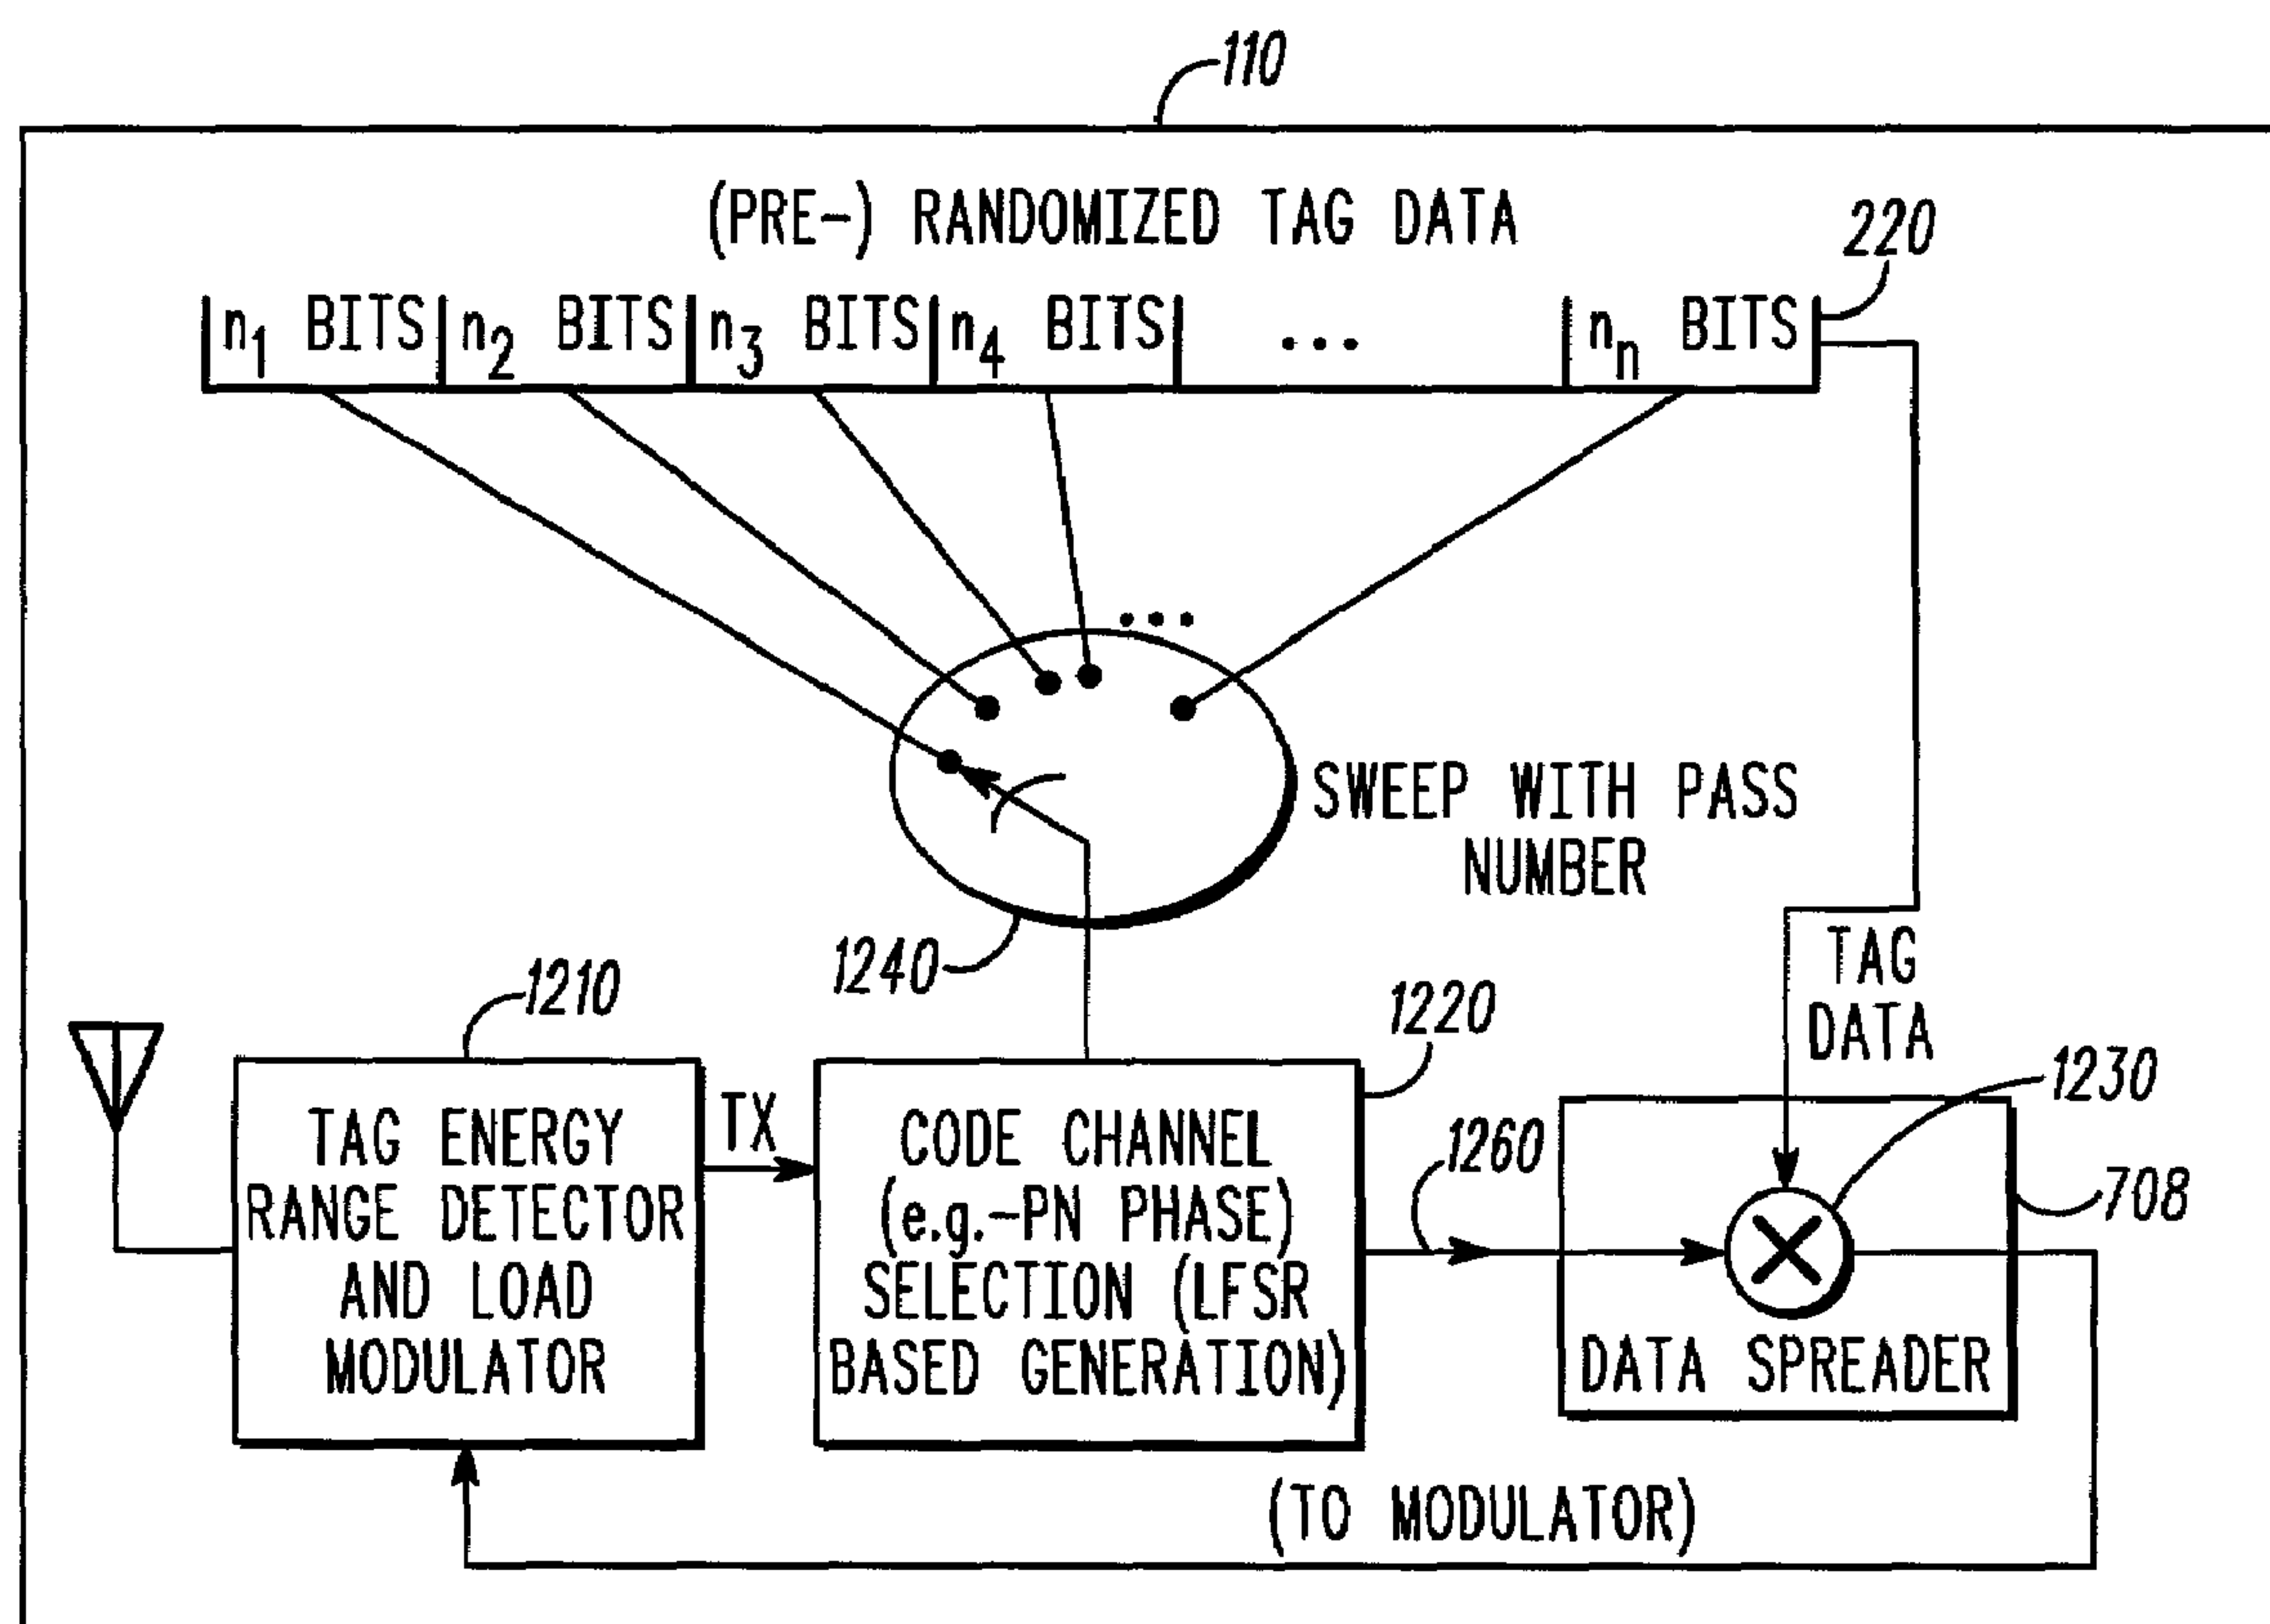 110
(PRE-) RANDOMIZED TAG DATA
220
n1 BITS n2 BITS n3 BITS n4 BITS ... nn BITS
...
SWEEP WITH PASS
NUMBER
1240
TAG
DATA
1210
1220
1230
TX
1260
708
TAG ENERGY
RANGE DETECTOR
AND LOAD
MODULATOR
CODE CHANNEL
(e.g.-PN PHASE)
SELECTION (LFSR
BASED GENERATION)
DATA SPREADER
(TO MODULATOR)